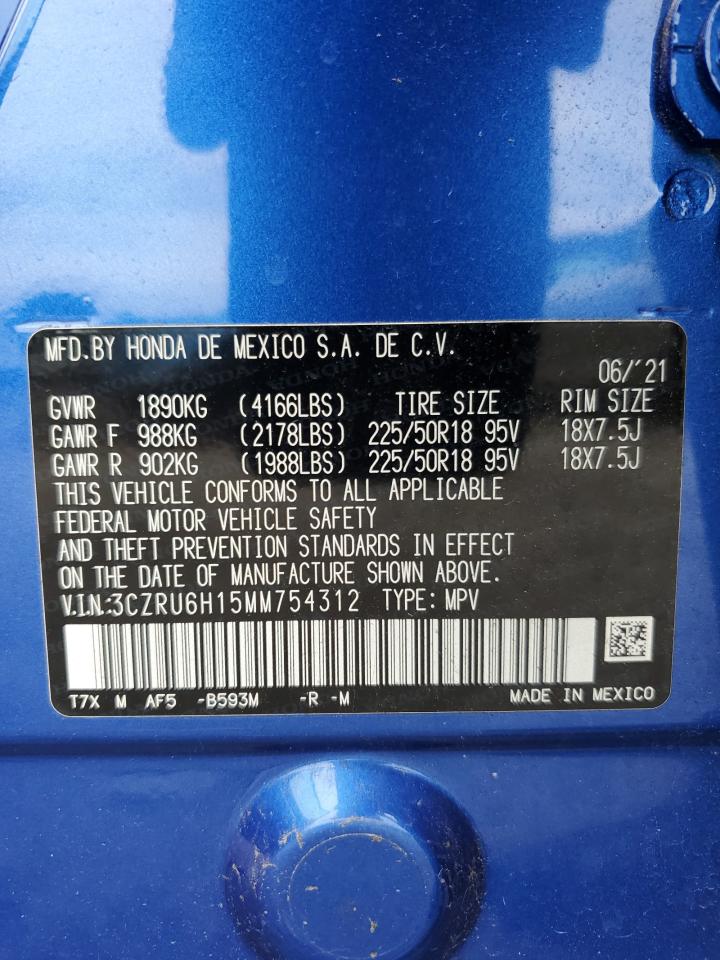 MFD.BY HONDA DE MEXICO S.A. DE C.V.
06/'21
GVWR 1890KG (4166LBS) TIRE SIZE RIM SIZE
GAWR F 988KG (2178LBS) 225/50R18 95V 18X7.5J
GAWR R 902KG (1988LBS) 225/50R18 95V 18X7.5J
THIS VEHICLE CONFORMS TO ALL APPLICABLE
FEDERAL MOTOR VEHICLE SAFETY
AND THEFT PREVENTION STANDARDS IN EFFECT
ON THE DATE OF MANUFACTURE SHOWN ABOVE.
V.I.N.:3CZRU6H15MM754312 TYPE: MPV
T7X M AF5 -B593M -R -M MADE IN MEXICO